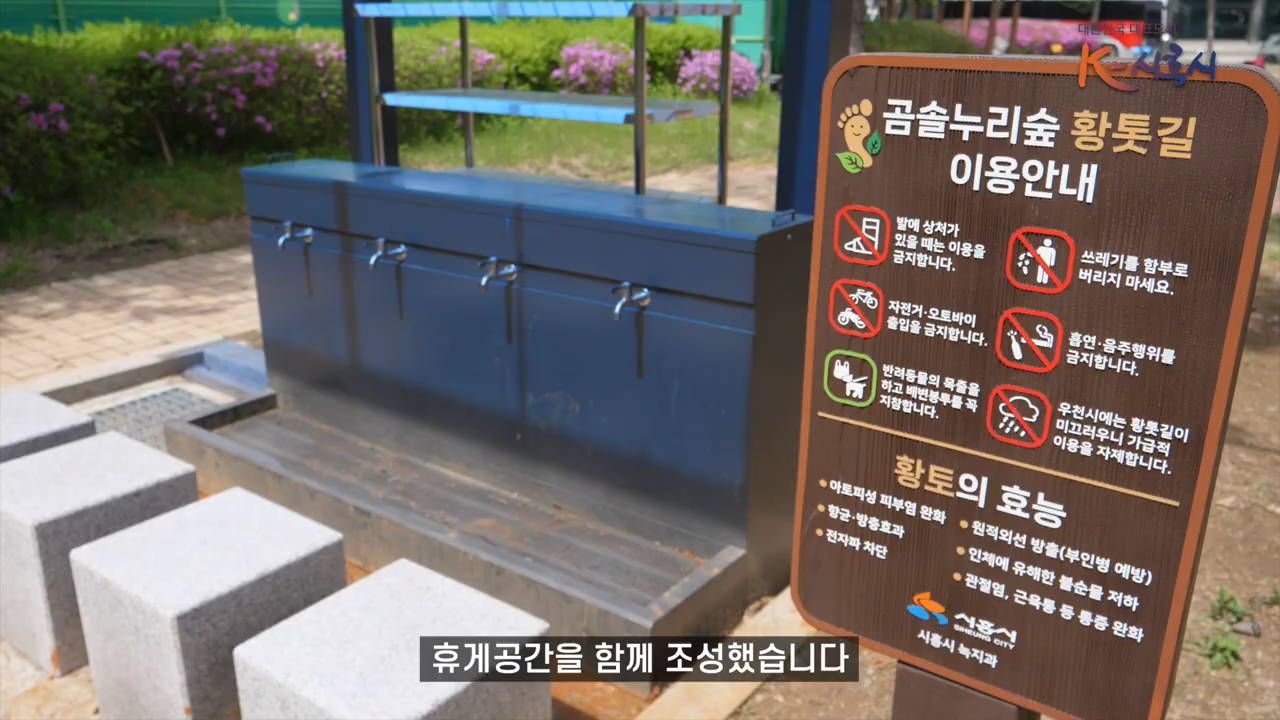 대한민국 대표도시
K 시흥시
곰솔누리숲 황톳길
이용안내
발에 상처가
있을 때는 이용을
금지합니다.
쓰레기를 함부로
버리지 마세요.
자전거·오토바이
출입을 금지합니다.
흡연·음주행위를
금지합니다.
반려동물의 목줄을
하고 배변봉투를 꼭
지참합니다.
우천시에는 황톳길이
미끄러우니 가급적
이용을 자제합니다.
황토의 효능
아토피성 피부염 완화
향균·방충효과
전자파 차단
원적외선 방출(부인병 예방)
인체에 유해한 불순물 저하
관절염, 근육통 등 통증 완화
시흥시
SIHEUNG CITY
시흥시 녹지과
휴게공간을 함께 조성했습니다